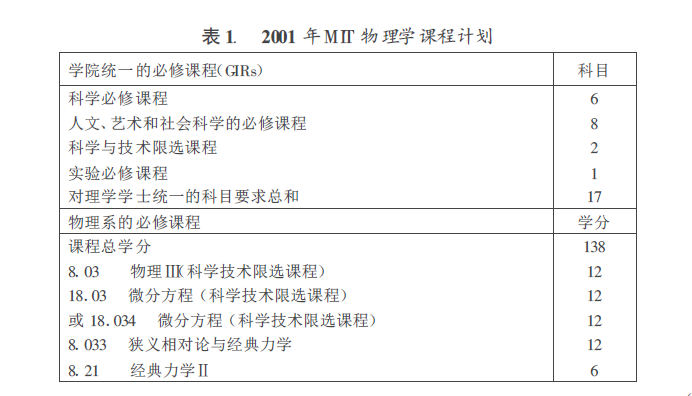 表 1. 2001 年 MIT 物理学课程计划
学院统一的必修课程(GIRs) 科目
科学必修课程 6
人文、艺术和社会科学的必修课程 8
科学与技术限选课程 2
实验必修课程 1
对理学学士统一的科目要求总和 17
物理系的必修课程 学分
课程总学分 138
8. 03 物理 III(科学技术限选课程) 12
18. 03 微分方程(科学技术限选课程) 12
或 18. 034 微分方程(科学技术限选课程) 12
8. 033 狭义相对论与经典力学 12
8. 21 经典力学 II 6